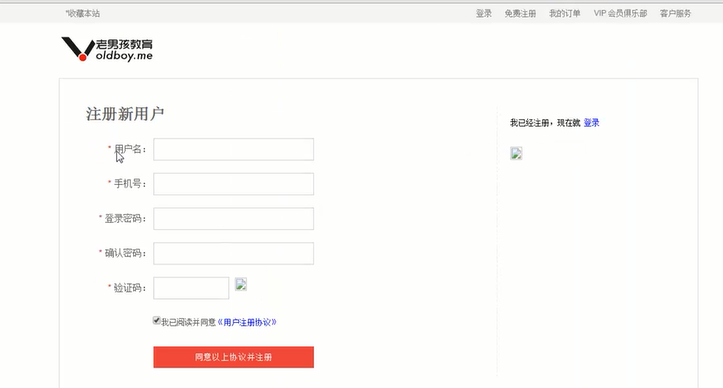 *收藏本站
登录 免费注册 我的订单 VIP 会员俱乐部 客户服务
老男孩教育
oldboy.me
注册新用户
我已经注册，现在就 登录
* 用户名：
* 手机号：
* 登录密码：
* 确认密码：
* 验证码：
我已阅读并同意《用户注册协议》
同意以上协议并注册